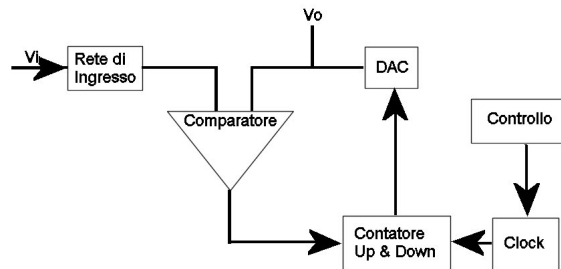 Vo
Vi
Rete di
Ingresso
DAC
Comparatore
Controllo
Contatore
Up & Down
Clock